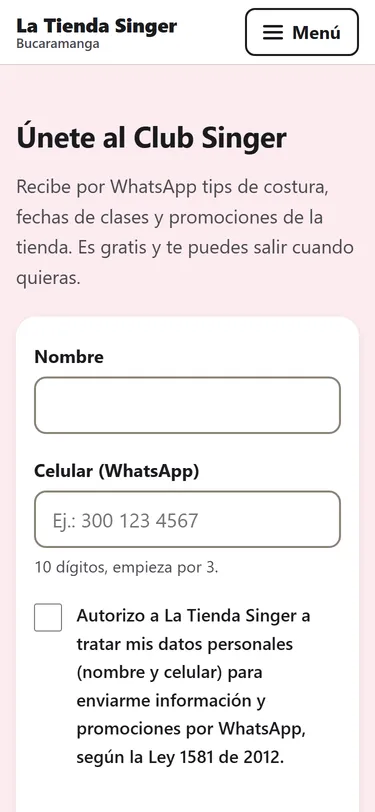 La Tienda Singer
Bucaramanga
Menú
Únete al Club Singer
Recibe por WhatsApp tips de costura,
fechas de clases y promociones de la
tienda. Es gratis y te puedes salir cuando
quieras.
Nombre
Celular (WhatsApp)
Ej.: 300 123 4567
10 dígitos, empieza por 3.
Autorizo a La Tienda Singer a
tratar mis datos personales
(nombre y celular) para
enviarme información y
promociones por WhatsApp,
según la Ley 1581 de 2012.